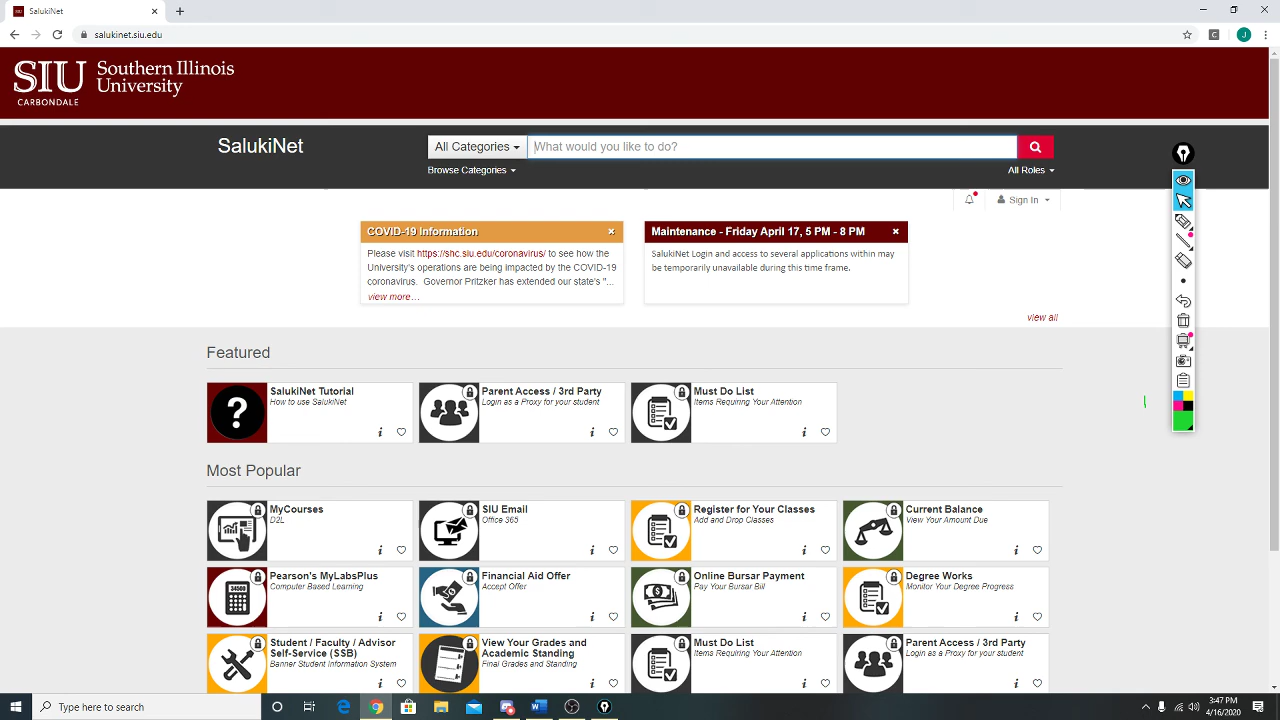 SIU SalukiNet
salukinet.siu.edu
C
J
SIU Southern Illinois
University
CARBONDALE
SalukiNet
All Categories
What would you like to do?
Browse Categories
All Roles
Sign In
COVID-19 Information
Please visit https://shc.siu.edu/coronavirus/ to see how the
University's operations are being impacted by the COVID-19
coronavirus. Governor Pritzker has extended our state's "...
view more…
Maintenance - Friday April 17, 5 PM - 8 PM
SalukiNet Login and access to several applications within may
be temporarily unavailable during this time frame.
view all
Featured
?
SalukiNet Tutorial
How to use SalukiNet
i
Parent Access / 3rd Party
Login as a Proxy for your student
i
Must Do List
Items Requiring Your Attention
i
Most Popular
MyCourses
D2L
i
SIU Email
Office 365
i
Register for Your Classes
Add and Drop Classes
i
Current Balance
View Your Amount Due
i
34500
Pearson's MyLabsPlus
Computer Based Learning
i
Financial Aid Offer
Accept Offer
i
Online Bursar Payment
Pay Your Bursar Bill
i
Degree Works
Monitor Your Degree Progress
i
Student / Faculty / Advisor
Self-Service (SSB)
Banner Student Information System
i
View Your Grades and
Academic Standing
Final Grades and Standing
i
Must Do List
Items Requiring Your Attention
i
Parent Access / 3rd Party
Login as a Proxy for your student
i
Type here to search
3:47 PM
4/16/2020